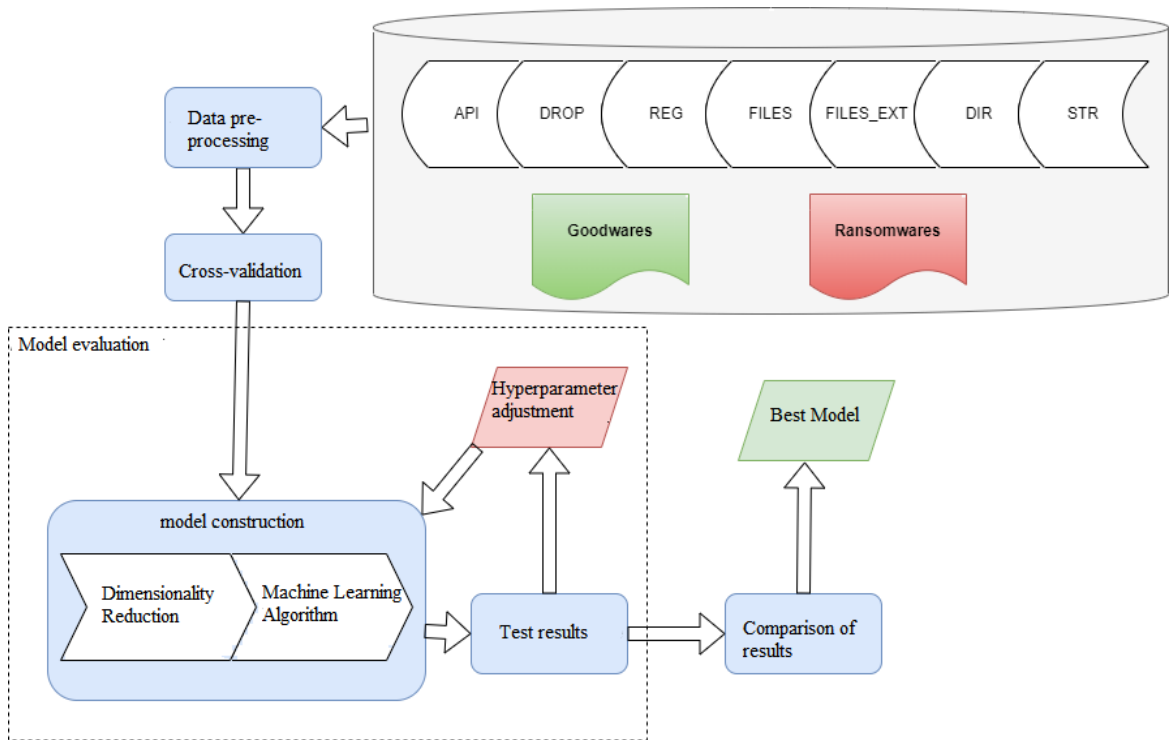 API
DROP
REG
FILES
FILES_EXT
DIR
STR
Goodwares
Ransomwares
Data pre-
processing
Cross-validation
Model evaluation
Hyperparameter
adjustment
Best Model
model construction
Dimensionality
Reduction
Machine Learning
Algorithm
Test results
Comparison of
results